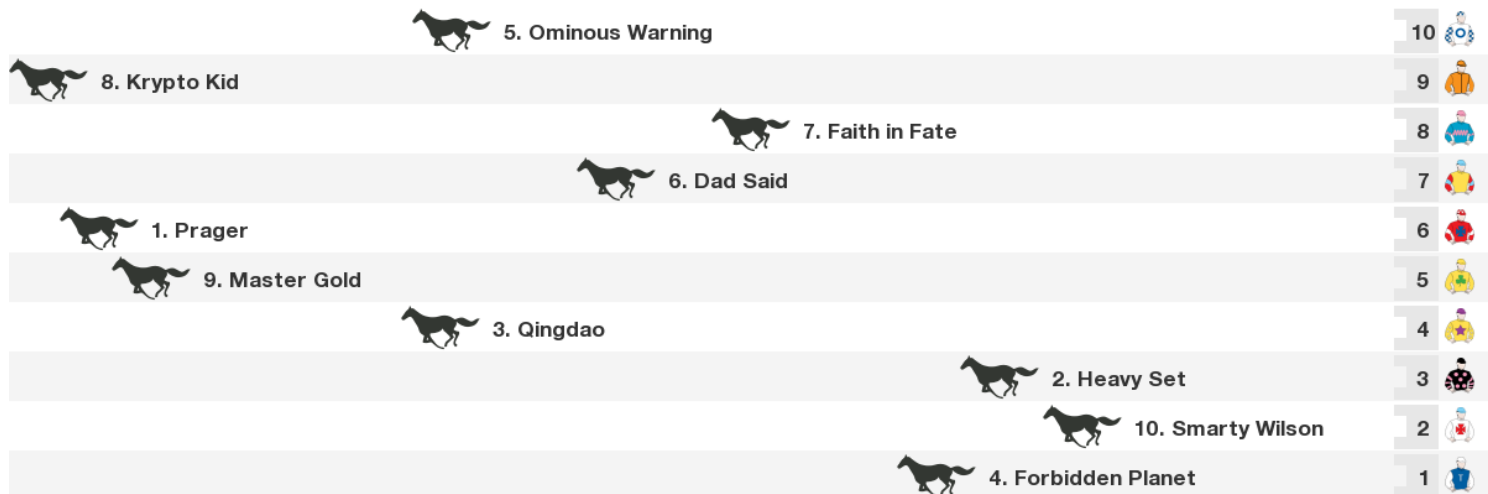 5. Ominous Warning 10
8. Krypto Kid 9
7. Faith in Fate 8
6. Dad Said 7
1. Prager 6
9. Master Gold 5
3. Qingdao 4
2. Heavy Set 3
10. Smarty Wilson 2
4. Forbidden Planet 1